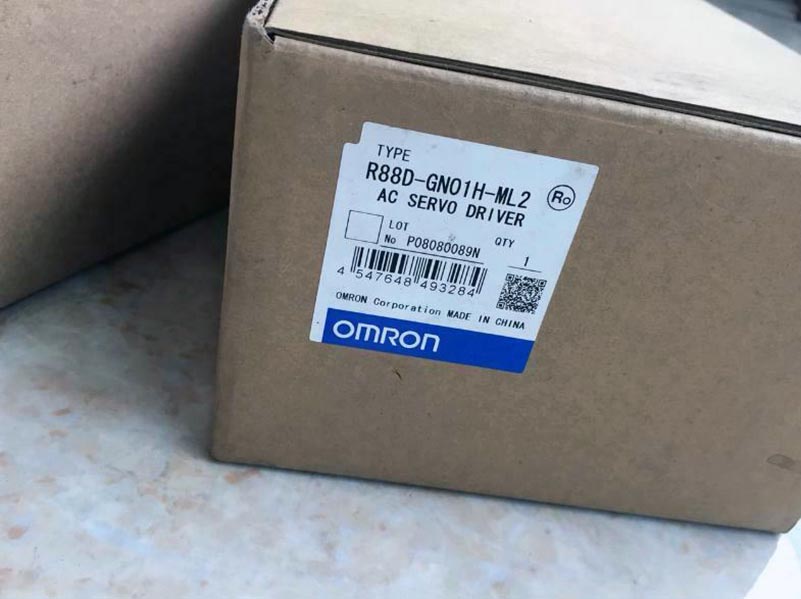 TYPE
R88D-GN01H-ML2
Ro
AC SERVO DRIVER
LOT
No P08080089N
QTY
1
4 547648 493284
OMRON Corporation MADE IN CHINA
OMRON